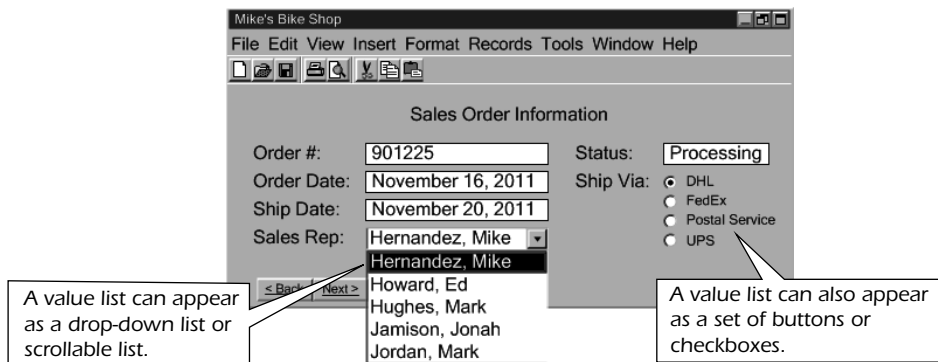 Mike's Bike Shop
File Edit View Insert Format Records Tools Window Help
Sales Order Information
Order #: 901225 Status: Processing
Order Date: November 16, 2011 Ship Via: DHL
FedEx
Ship Date: November 20, 2011
Postal Service
Sales Rep: Hernandez, Mike
UPS
Hernandez, Mike
Howard, Ed
Hughes, Mark
Jamison, Jonah
Jordan, Mark
< Back Next >
A value list can appear
as a drop-down list or
scrollable list.
A value list can also appear
as a set of buttons or
checkboxes.